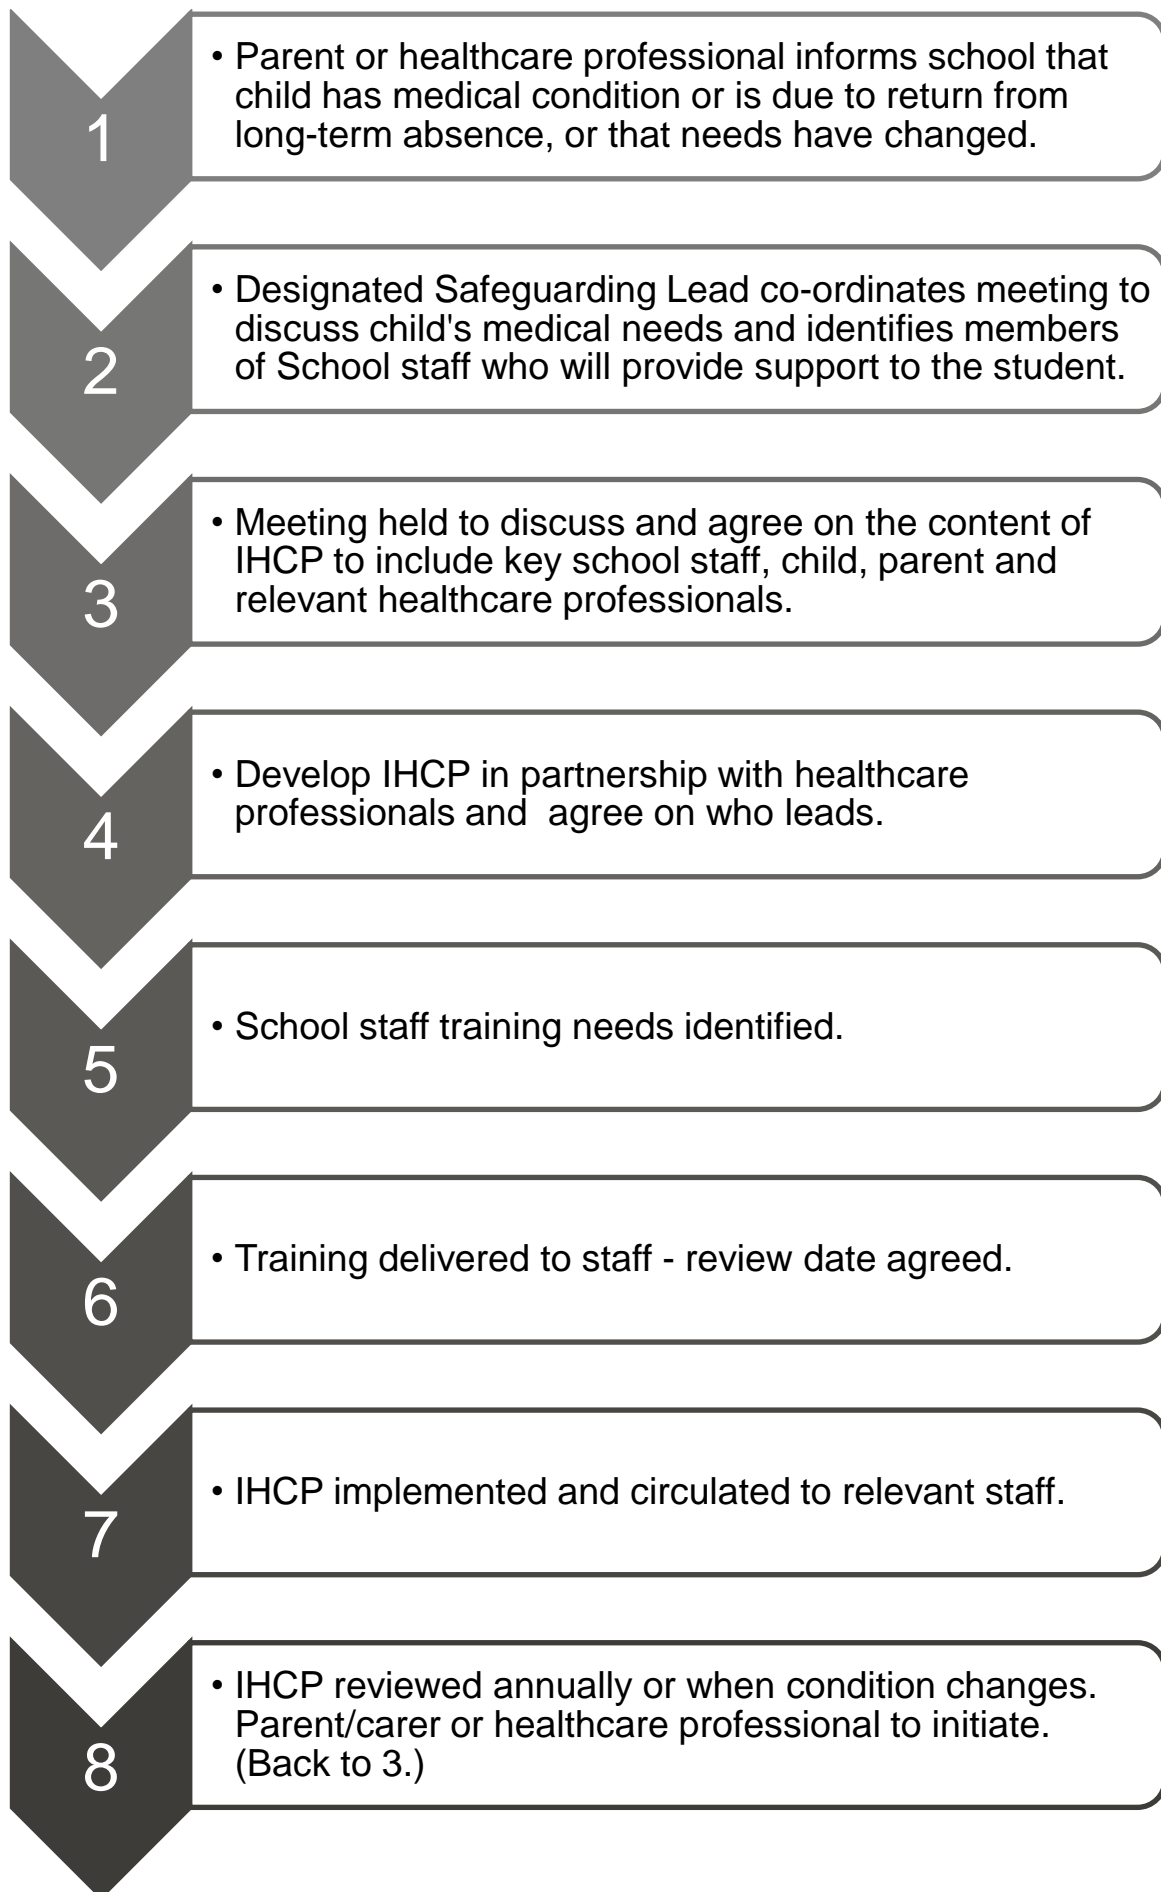 1
• Parent or healthcare professional informs school that
child has medical condition or is due to return from
long-term absence, or that needs have changed.
2
• Designated Safeguarding Lead co-ordinates meeting to
discuss child's medical needs and identifies members
of School staff who will provide support to the student.
3
• Meeting held to discuss and agree on the content of
IHCP to include key school staff, child, parent and
relevant healthcare professionals.
4
• Develop IHCP in partnership with healthcare
professionals and  agree on who leads.
5
• School staff training needs identified.
6
• Training delivered to staff - review date agreed.
7
• IHCP implemented and circulated to relevant staff.
8
• IHCP reviewed annually or when condition changes.
Parent/carer or healthcare professional to initiate.
(Back to 3.)